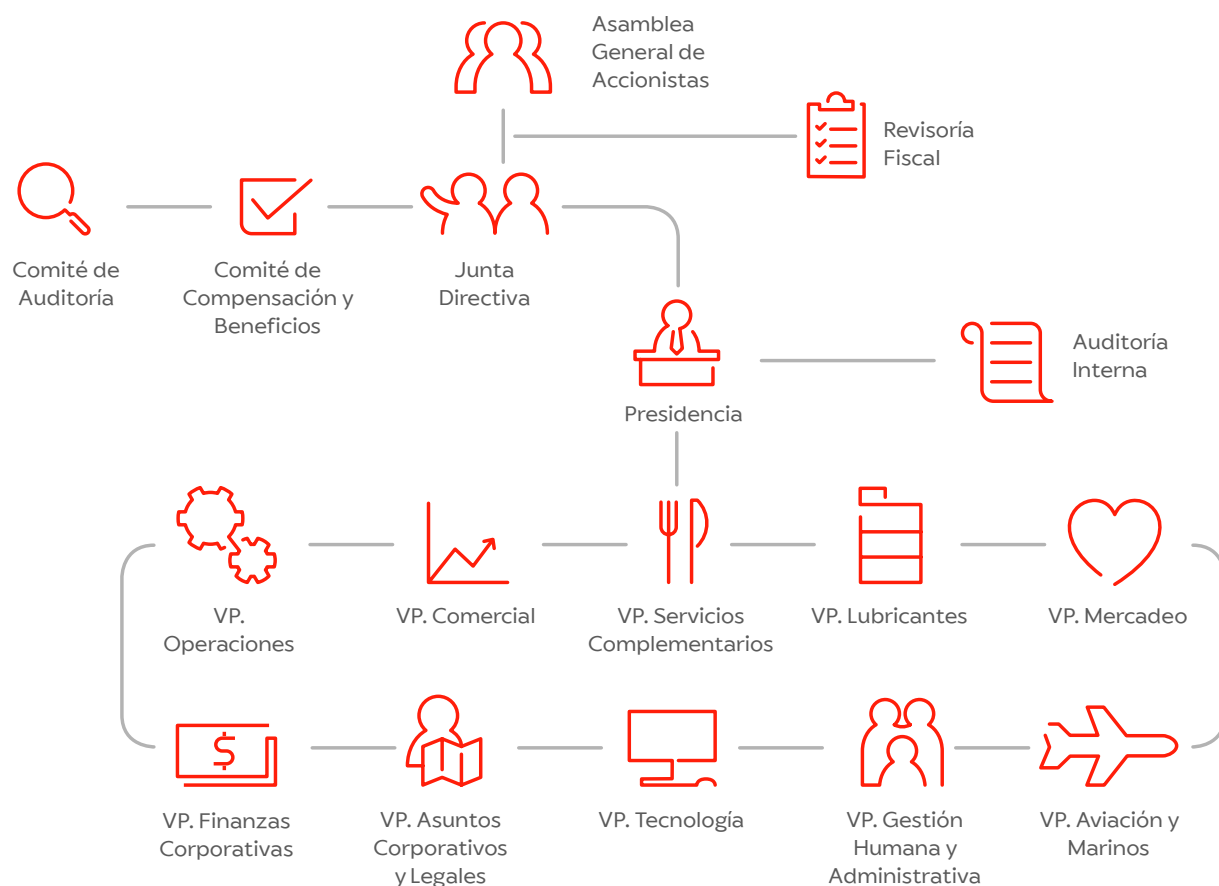 Asamblea
General de
Accionistas
Revisoría
Fiscal
Comité de
Auditoría
Comité de
Compensación y
Beneficios
Junta
Directiva
Presidencia
Auditoría
Interna
VP.
Operaciones
VP. Comercial
VP. Servicios
Complementarios
VP. Lubricantes
VP. Mercadeo
$
VP. Finanzas
Corporativas
VP. Asuntos
Corporativos
y Legales
VP. Tecnología
VP. Gestión
Humana y
Administrativa
VP. Aviación y
Marinos